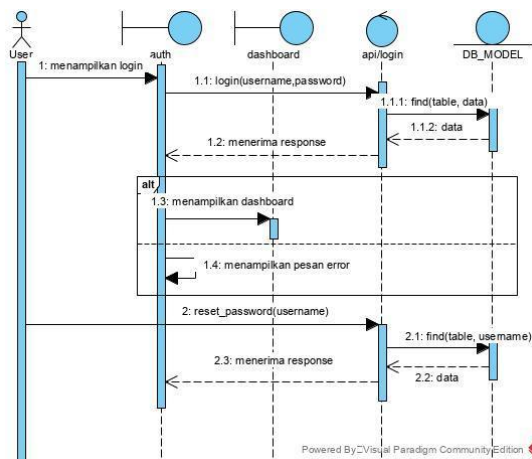 User
auth
dashboard
api/login
DB_MODEL
1: menampilkan login
1.1: login(username,password)
1.1.1: find(table, data)
1.1.2: data
1.2: menerima response
alt
1.3: menampilkan dashboard
1.4: menampilkan pesan error
2: reset_password(username)
2.1: find(table, username)
2.3: menerima response
2.2: data
Powered By Visual Paradigm Community Edition